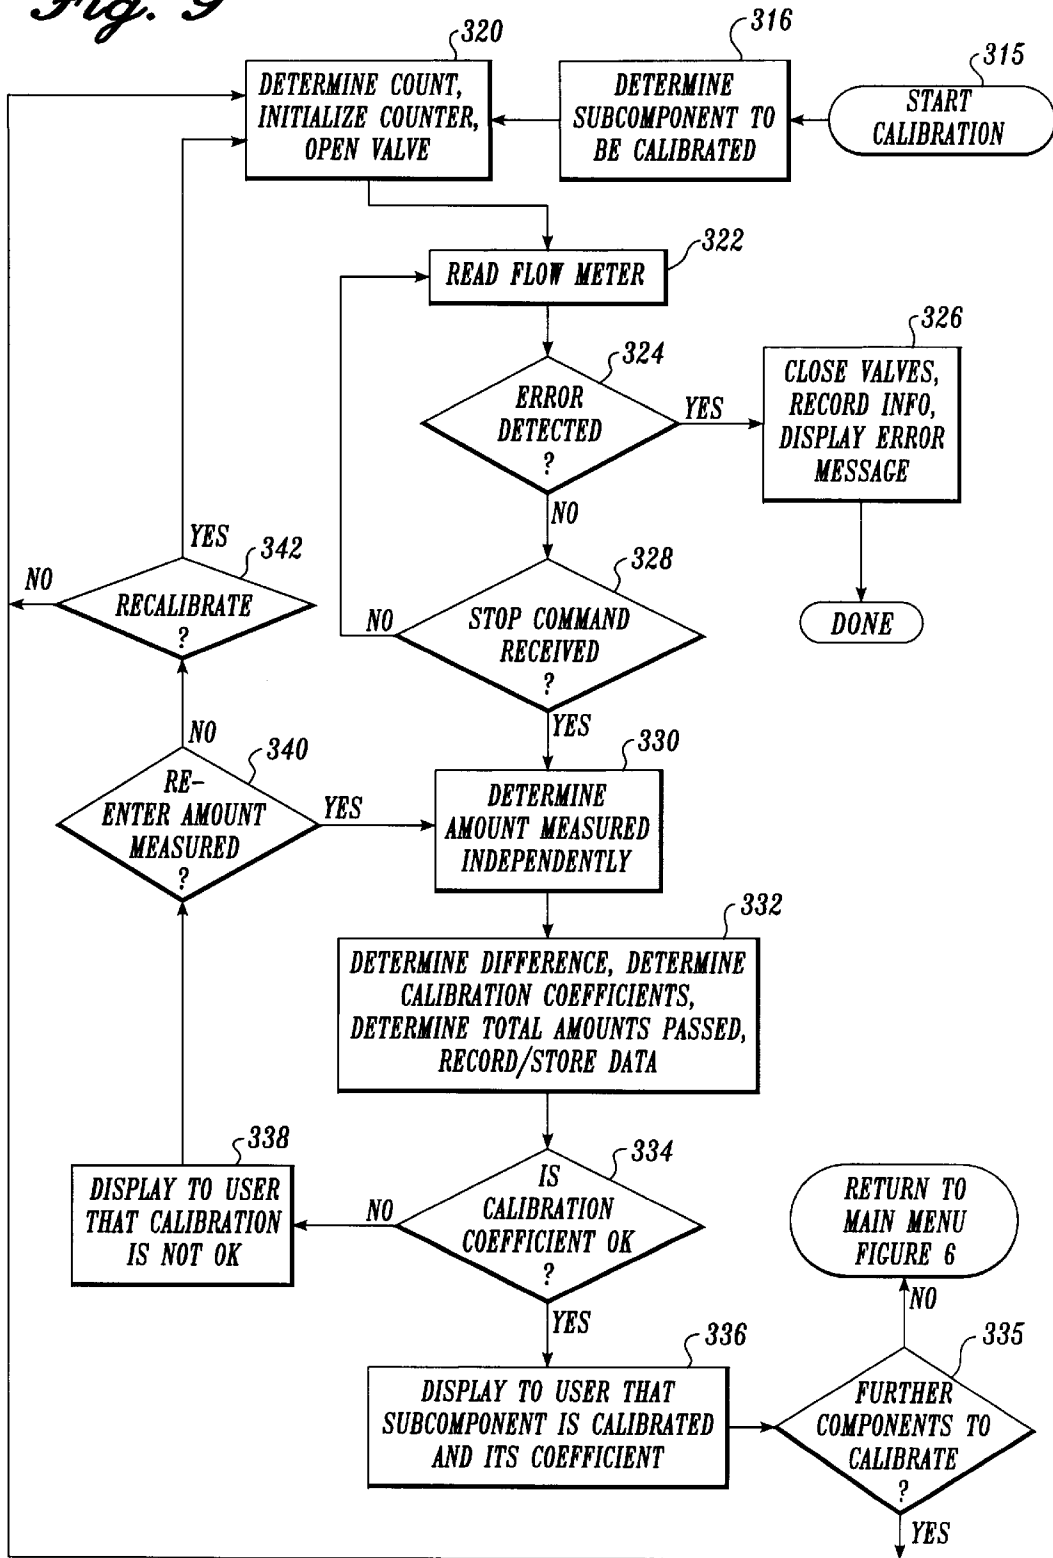 Fig. 9
320
DETERMINE COUNT,
INITIALIZE COUNTER,
OPEN VALVE
316
DETERMINE
SUBCOMPONENT TO
BE CALIBRATED
315
START
CALIBRATION
322
READ FLOW METER
324
ERROR
DETECTED
?
YES
NO
326
CLOSE VALVES,
RECORD INFO,
DISPLAY ERROR
MESSAGE
DONE
328
STOP COMMAND
RECEIVED
?
NO
YES
342
RECALIBRATE
?
YES
NO
340
RE-
ENTER AMOUNT
MEASURED
?
NO
YES
330
DETERMINE
AMOUNT MEASURED
INDEPENDENTLY
332
DETERMINE DIFFERENCE, DETERMINE
CALIBRATION COEFFICIENTS,
DETERMINE TOTAL AMOUNTS PASSED,
RECORD/STORE DATA
334
IS
CALIBRATION
COEFFICIENT OK
?
NO
YES
338
DISPLAY TO USER
THAT CALIBRATION
IS NOT OK
336
DISPLAY TO USER THAT
SUBCOMPONENT IS CALIBRATED
AND ITS COEFFICIENT
335
FURTHER
COMPONENTS TO
CALIBRATE
?
NO
YES
RETURN TO
MAIN MENU
FIGURE 6